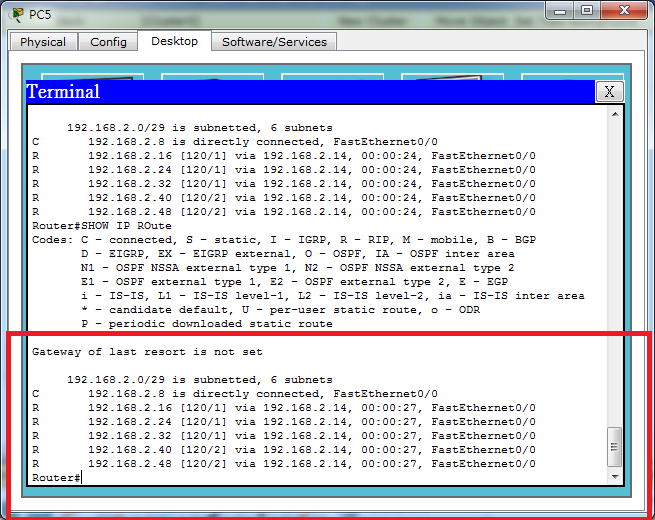 PC5
Physical
Config
Desktop
Software/Services
Terminal
X
192.168.2.0/29 is subnetted, 6 subnets
C 192.168.2.8 is directly connected, FastEthernet0/0
R 192.168.2.16 [120/1] via 192.168.2.14, 00:00:24, FastEthernet0/0
R 192.168.2.24 [120/1] via 192.168.2.14, 00:00:24, FastEthernet0/0
R 192.168.2.32 [120/1] via 192.168.2.14, 00:00:24, FastEthernet0/0
R 192.168.2.40 [120/2] via 192.168.2.14, 00:00:24, FastEthernet0/0
R 192.168.2.48 [120/2] via 192.168.2.14, 00:00:24, FastEthernet0/0
Router#SHOW IP ROute
Codes: C - connected, S - static, I - IGRP, R - RIP, M - mobile, B - BGP
D - EIGRP, EX - EIGRP external, O - OSPF, IA - OSPF inter area
N1 - OSPF NSSA external type 1, N2 - OSPF NSSA external type 2
E1 - OSPF external type 1, E2 - OSPF external type 2, E - EGP
i - IS-IS, L1 - IS-IS level-1, L2 - IS-IS level-2, ia - IS-IS inter area
* - candidate default, U - per-user static route, o - ODR
P - periodic downloaded static route
Gateway of last resort is not set
192.168.2.0/29 is subnetted, 6 subnets
C 192.168.2.8 is directly connected, FastEthernet0/0
R 192.168.2.16 [120/1] via 192.168.2.14, 00:00:27, FastEthernet0/0
R 192.168.2.24 [120/1] via 192.168.2.14, 00:00:27, FastEthernet0/0
R 192.168.2.32 [120/1] via 192.168.2.14, 00:00:27, FastEthernet0/0
R 192.168.2.40 [120/2] via 192.168.2.14, 00:00:27, FastEthernet0/0
R 192.168.2.48 [120/2] via 192.168.2.14, 00:00:27, FastEthernet0/0
Router#